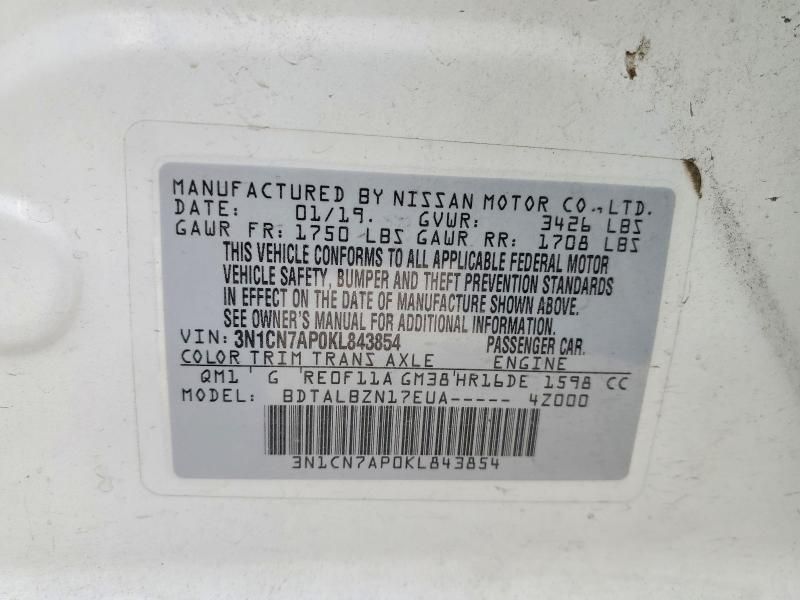 MANUFACTURED BY NISSAN MOTOR CO., LTD.
DATE: 01/19. GVWR: 3426 LBS
GAWR FR: 1750 LBS GAWR RR: 1708 LBS
THIS VEHICLE CONFORMS TO ALL APPLICABLE FEDERAL MOTOR
VEHICLE SAFETY, BUMPER AND THEFT PREVENTION STANDARDS
IN EFFECT ON THE DATE OF MANUFACTURE SHOWN ABOVE.
SEE OWNER'S MANUAL FOR ADDITIONAL INFORMATION.
VIN: 3N1CN7AP0KL843854 PASSENGER CAR.
COLOR TRIM TRANS AXLE ENGINE
QM1 G RE0F11A GM38 HR16DE 1598 CC
MODEL: BDTALBZN17EUA----- 4Z000
3N1CN7AP0KL843854